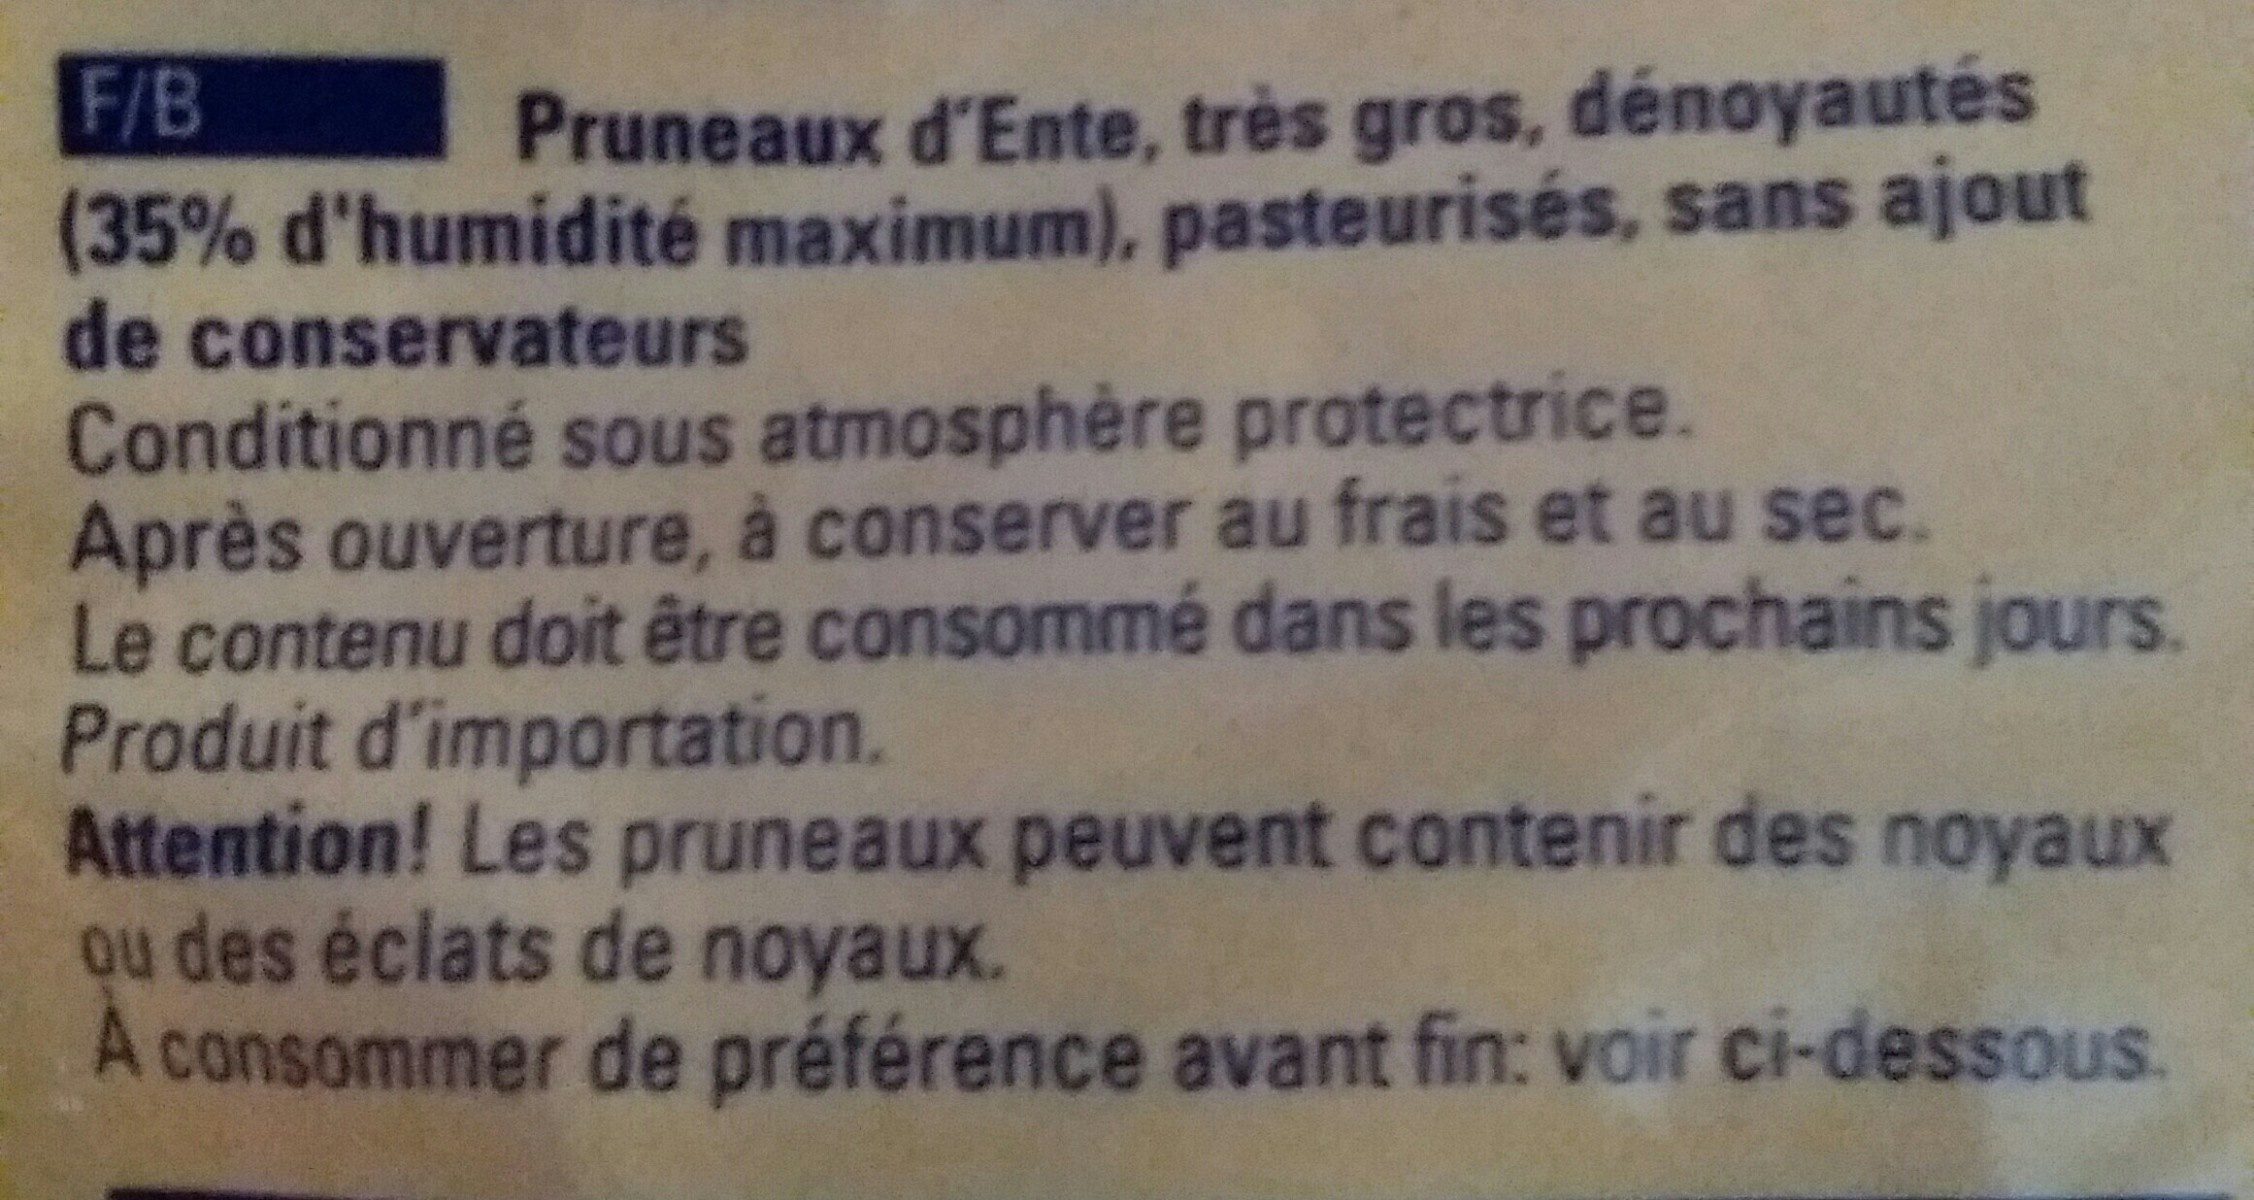 F/B Pruneaux d'Ente, très gros, dénoyautés
(35% d'humidité maximum), pasteurisés, sans ajout
de conservateurs
Conditionné sous atmosphère protectrice.
Après ouverture, à conserver au frais et au sec.
Le contenu doit être consommé dans les prochains jours.
Produit d'importation.
Attention! Les pruneaux peuvent contenir des noyaux
ou des éclats de noyaux.
À consommer de préférence avant fin: voir ci-dessous.